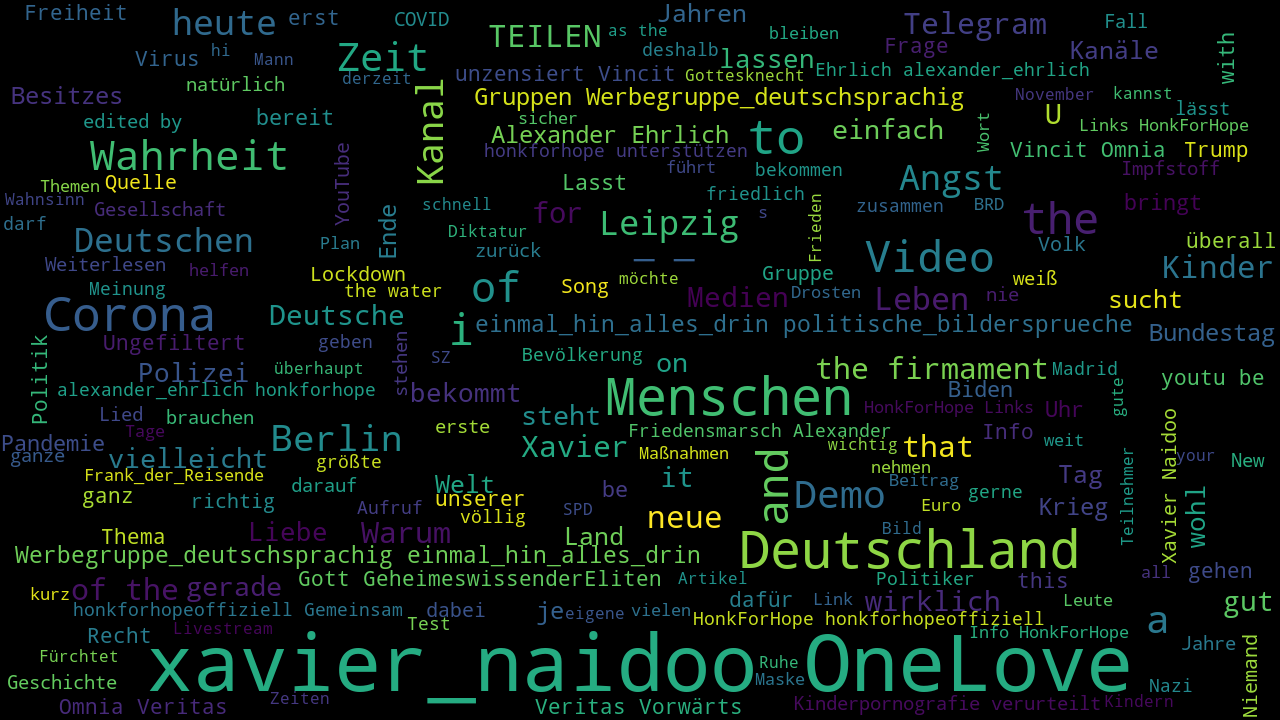 Freiheit
heute
erst
COVID
TEILEN
as the
Jahren
bleiben
Telegram
Fall
Virus
hi
Mann
Zeit
deshalb
lassen
Frage
Kanäle
with
natürlich
derzeit
unzensiert Vincit
Gottesknecht
Ehrlich alexander_ehrlich
Besitzes
Kanal
Gruppen Werbegruppe_deutschsprachig
November
kannst
lässt
edited by
bereit
sicher
Alexander Ehrlich
to
einfach
Wort
U
Links HonkForHope
Wahrheit
honkforhope unterstützen
Vincit Omnia
Trump
Themen
Quelle
YouTube
führt
bekommen
Angst
Impfstoff
Wahnsinn
Gesellschaft
Lasst
friedlich
zusammen
BRD
bringt
darf
Ende
schnell
for
Leipzig
s
Frieden
the
Deutschen
Plan
Diktatur
zurück
Video
Volk
überall
Weiterlesen
helfen
Lockdown
_ _
Gruppe
weiß
Kinder
Meinung
the water
of
Song
möchte
Medien
Drosten
Leben
nie
sucht
Corona
Deutsche
i
einmal_hin_alles_drin politische_bildersprueche
Bundestag
Politik
Ungefiltert
geben
stehen
SZ
Bevölkerung
on
the firmament
Madrid
youtu be
Polizei
überhaupt
alexander_ehrlich honkforhope
bekommt
Menschen
Biden
gute
Lied
brauchen
steht
HonkForHope Links
Uhr
Xavier Naidoo
Pandemie
Tage
Berlin
erste
Friedensmarsch Alexander
Info
weit
ganze
vielleicht
größte
Xavier
Maßnahmen
wichtig
that
your
New
Frank_der_Reisende
darauf
Welt
it
nehmen
Tag
Teilnehmer
ganz
richtig
Aufruf
unserer
be
and
Demo
Beitrag
gerne
wohl
völlig
SPD
neue
Euro
Krieg
Thema
Liebe
Warum
Land
Bild
Werbegruppe_deutschsprachig einmal_hin_alles_drin
Deutschland
of the
gerade
Gott GeheimeswissenderEliten
Artikel
Politiker
this
all
gehen
kurz
honkforhopeoffiziell Gemeinsam
dabei
je
eigene
vielen
dafür
Link
wirklich
Leute
gut
Recht
Livestream
Test
HonkForHope honkforhopeoffiziell
a
Info HonkForHope
Jahre
Fürchtet
xavier_naidoo OneLove
Ruhe
Niemand
Geschichte
Maske
Nazi
Omnia Veritas
Zeiten
Veritas Vorwärts
Kinderpornografie verurteilt
Kindern